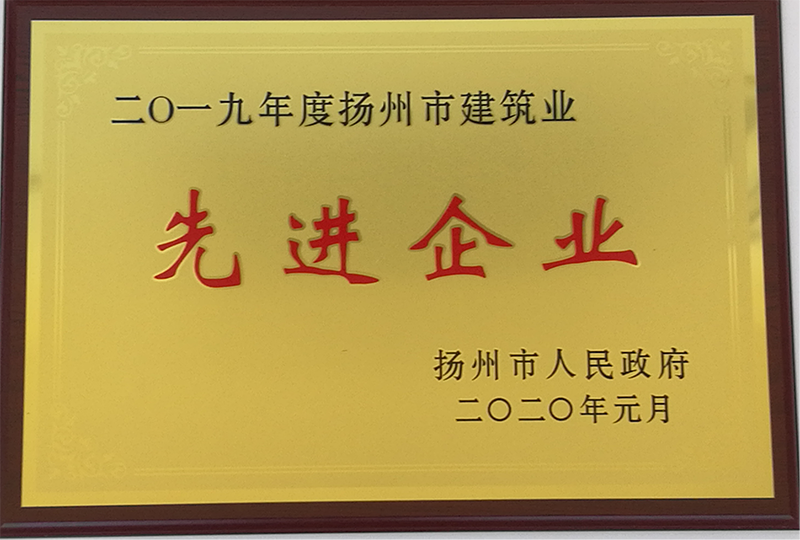 二〇一九年度扬州市建筑业
先进企业
扬州市人民政府
二〇二〇年元月